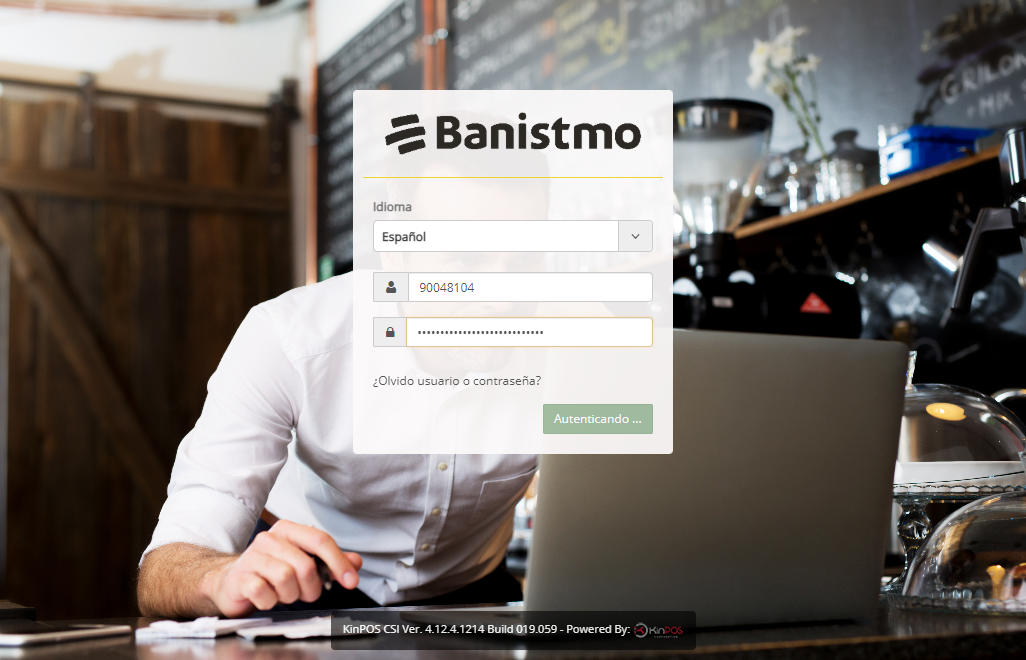 Banistmo
Idioma
Español
90048104
••••••••••••••••••••••••••••
¿Olvido usuario o contraseña?
Autenticando ...
KinPOS CSI Ver. 4.12.4.1214 Build 019.059 - Powered By: KinPOS